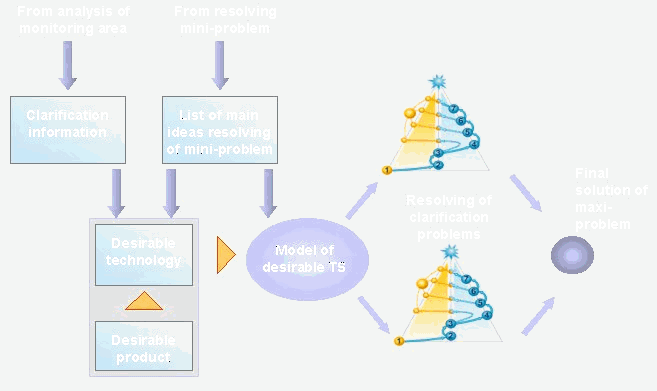 From analysis of
monitoring area
From resolving
mini-problem
Clarification
information
List of main
ideas resolving
of mini-problem
Desirable
technology
Desirable
product
Model of
desirable TS
7
6
5
4
3
2
1
Resolving of
clarification
problems
7
6
5
4
3
2
1
Final
solution of
maxi-
problem